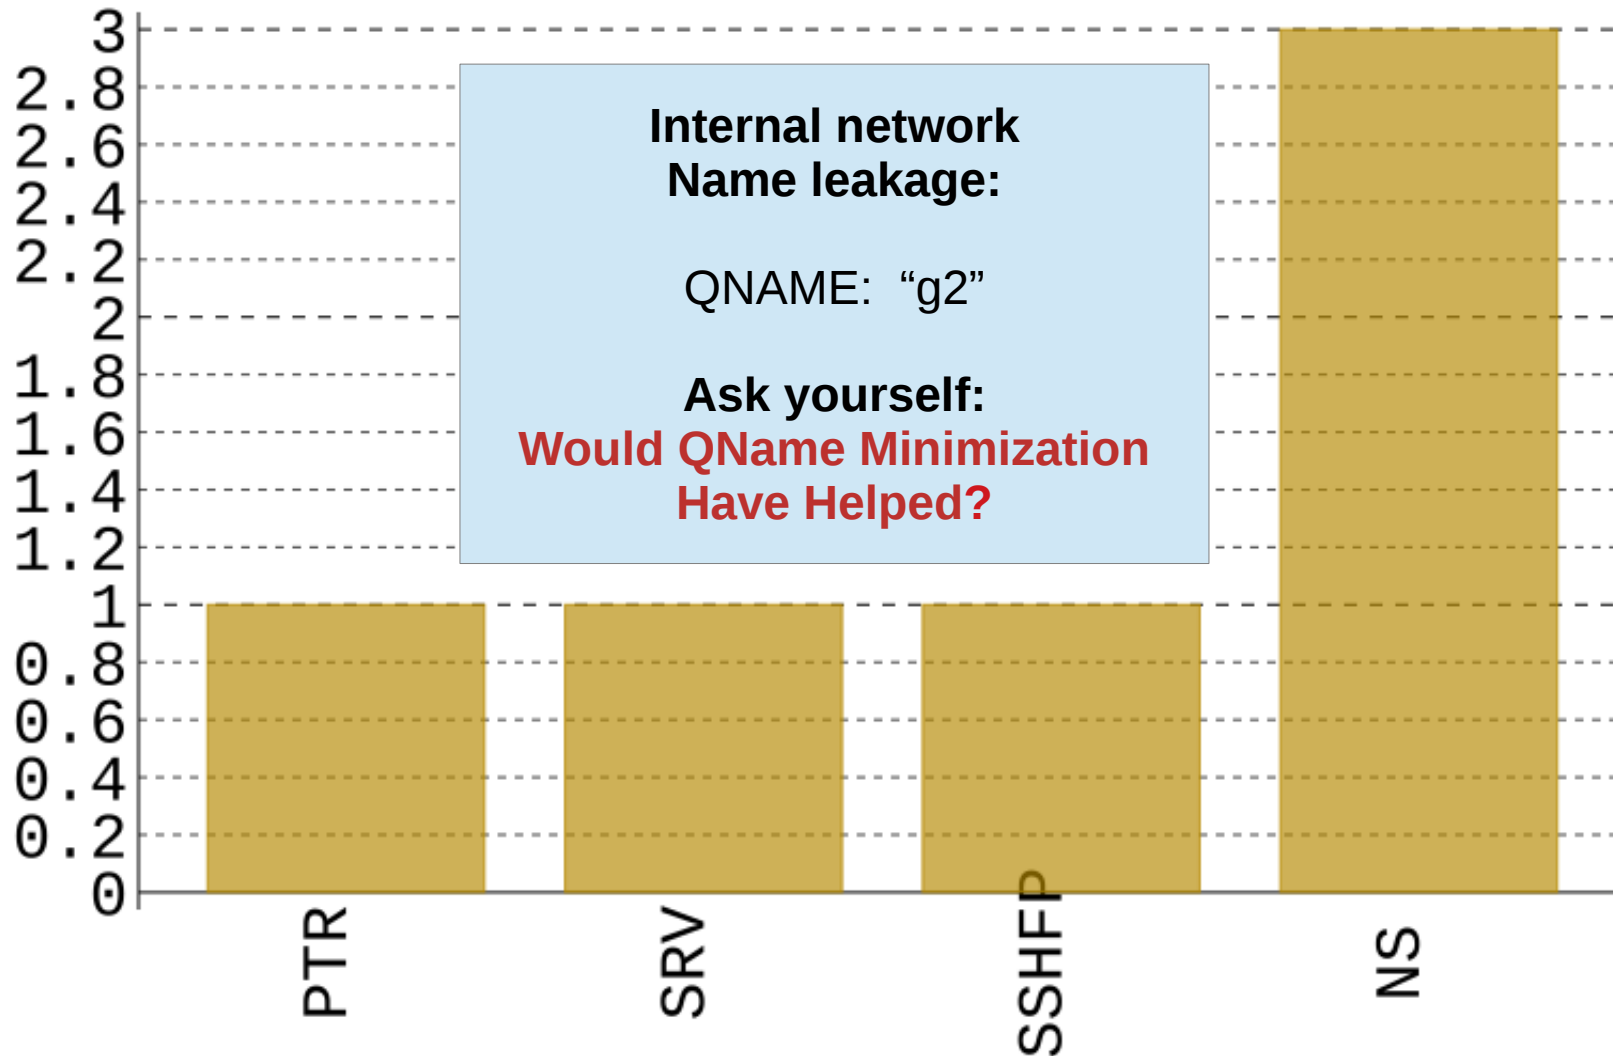 3
2.8
2.6
2.4
2.2
2
1.8
1.6
1.4
1.2
1
0.8
0.6
0.4
0.2
0
Internal network
Name leakage:
QNAME: “g2”
Ask yourself:
Would QName Minimization
Have Helped?
PTR
SRV
SSHFP
NS